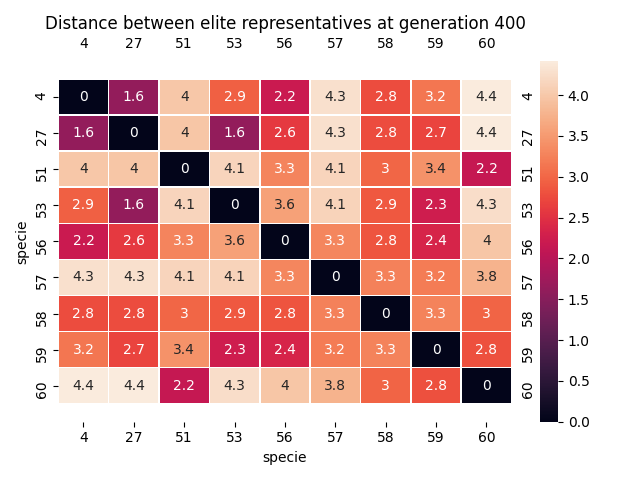 Distance between elite representatives at generation 400
4 27 51 53 56 57 58 59 60
4 0 1.6 4 2.9 2.2 4.3 2.8 3.2 4.4 4
27 1.6 0 4 1.6 2.6 4.3 2.8 2.7 4.4 27
51 4 4 0 4.1 3.3 4.1 3 3.4 2.2 51
53 2.9 1.6 4.1 0 3.6 4.1 2.9 2.3 4.3 53
56 2.2 2.6 3.3 3.6 0 3.3 2.8 2.4 4 56
57 4.3 4.3 4.1 4.1 3.3 0 3.3 3.2 3.8 57
58 2.8 2.8 3 2.9 2.8 3.3 0 3.3 3 58
59 3.2 2.7 3.4 2.3 2.4 3.2 3.3 0 2.8 59
60 4.4 4.4 2.2 4.3 4 3.8 3 2.8 0 60
4 27 51 53 56 57 58 59 60
specie
specie
4.0
3.5
3.0
2.5
2.0
1.5
1.0
0.5
0.0